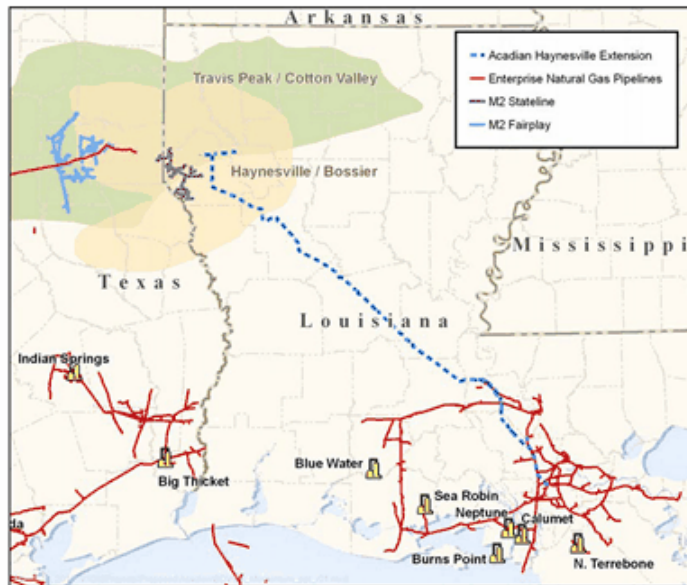 Arkansas
Acadian Haynesville Extension
Enterprise Natural Gas Pipelines
M2 Stateline
M2 Fairplay
Travis Peak / Cotton Valley
Haynesville / Bossier
Mississippi
Texas
Louisiana
Indian Springs
Blue Water
Big Thicket
Sea Robin
Neptune
Calumet
da
Burns Point
N. Terrebone